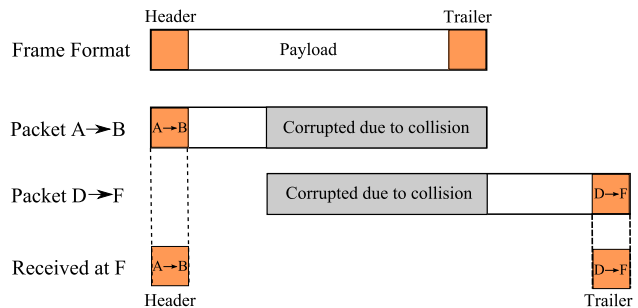 Header Trailer
Frame Format Payload
Packet A→B A→B Corrupted due to collision
Packet D→F Corrupted due to collision D→F
Received at F A→B D→F
Header Trailer